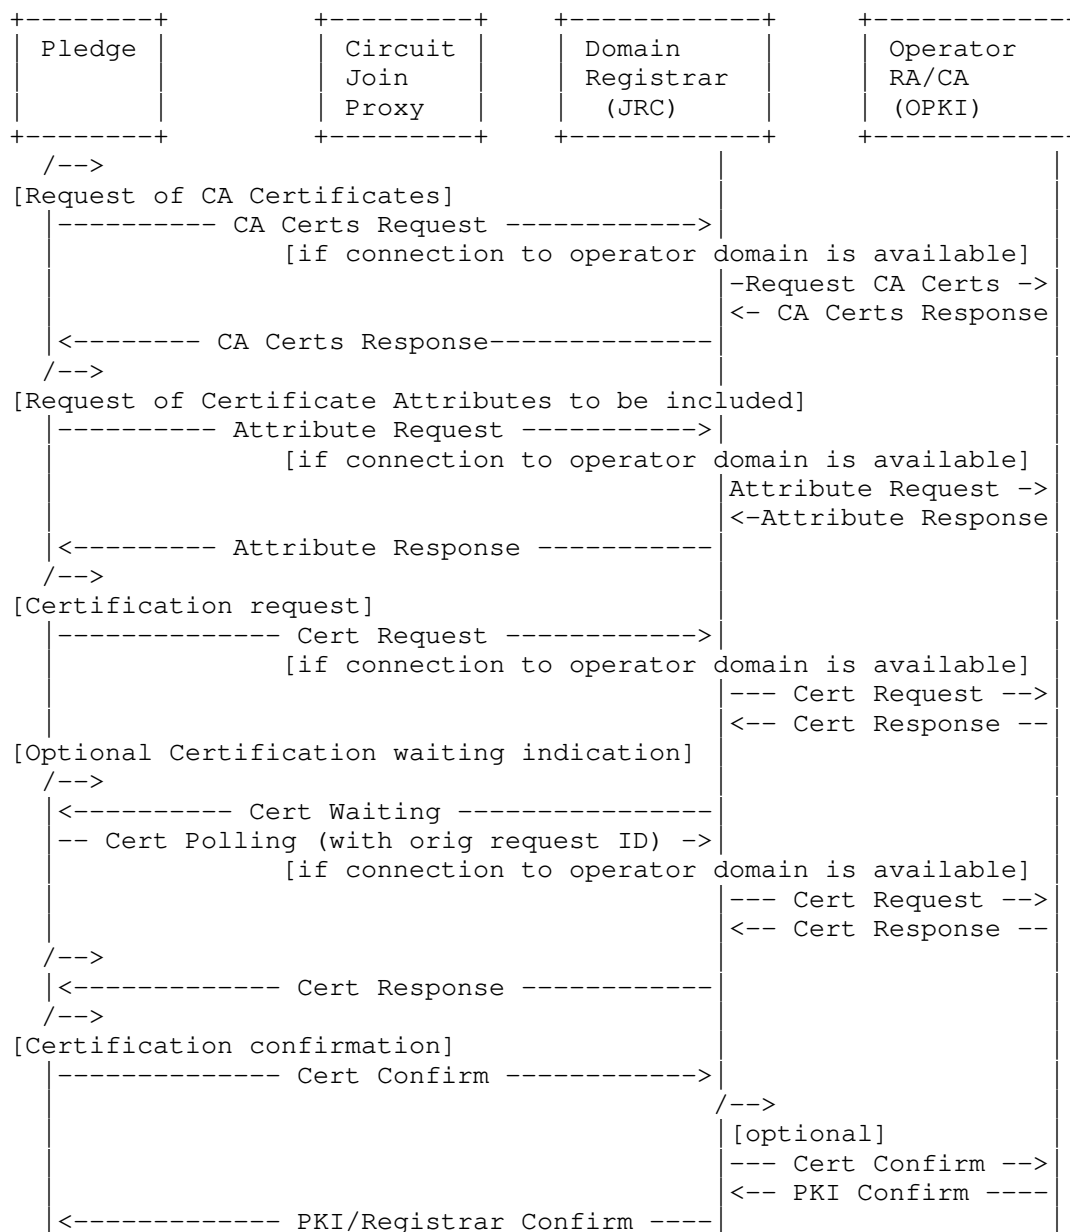 +--------+ +---------+ +------------+ +------------
| Pledge | | Circuit | | Domain | | Operator
| | | Join | | Registrar | | RA/CA
| | | Proxy | | (JRC) | | (OPKI)
+--------+ +---------+ +------------+ +------------
/--> | |
[Request of CA Certificates] | |
|---------- CA Certs Request ------------>| |
| [if connection to operator domain is available] |
| |-Request CA Certs ->|
| |<- CA Certs Response|
|<-------- CA Certs Response--------------| |
/--> | |
[Request of Certificate Attributes to be included] |
|---------- Attribute Request ----------->| |
| [if connection to operator domain is available] |
| |Attribute Request ->|
| |<-Attribute Response|
|<--------- Attribute Response -----------| |
/--> | |
[Certification request] | |
|-------------- Cert Request ------------>| |
| [if connection to operator domain is available] |
| |--- Cert Request -->|
| |<-- Cert Response --|
[Optional Certification waiting indication] | |
/--> | |
|<---------- Cert Waiting ----------------| |
|-- Cert Polling (with orig request ID) ->| |
| [if connection to operator domain is available] |
| |--- Cert Request -->|
| |<-- Cert Response --|
/--> | |
|<------------- Cert Response ------------| |
/--> | |
[Certification confirmation] | |
|-------------- Cert Confirm ------------>| |
| /--> |
| |[optional] |
| |--- Cert Confirm -->|
| |<-- PKI Confirm ----|
|<------------- PKI/Registrar Confirm ----| |